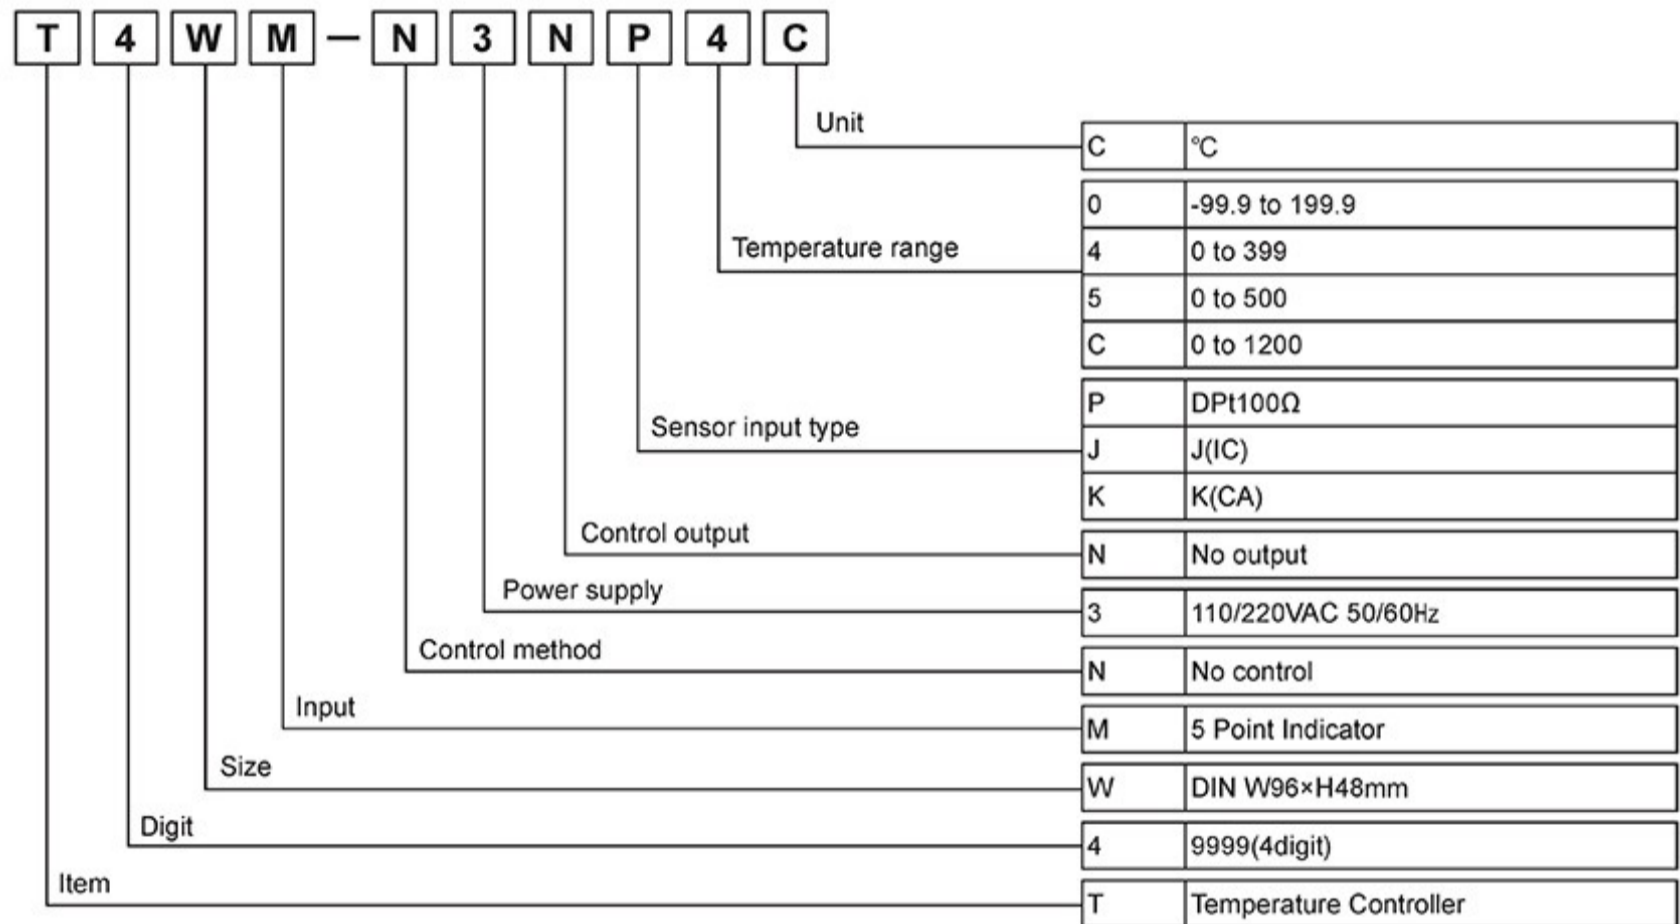 T 4 W M — N 3 N P 4 C
Unit
C ℃
0 -99.9 to 199.9
Temperature range
4 0 to 399
5 0 to 500
C 0 to 1200
P DPt100Ω
Sensor input type
J J(IC)
K K(CA)
Control output
N No output
Power supply
3 110/220VAC 50/60Hz
Control method
N No control
Input
M 5 Point Indicator
Size
W DIN W96×H48mm
Digit
4 9999(4digit)
Item
T Temperature Controller